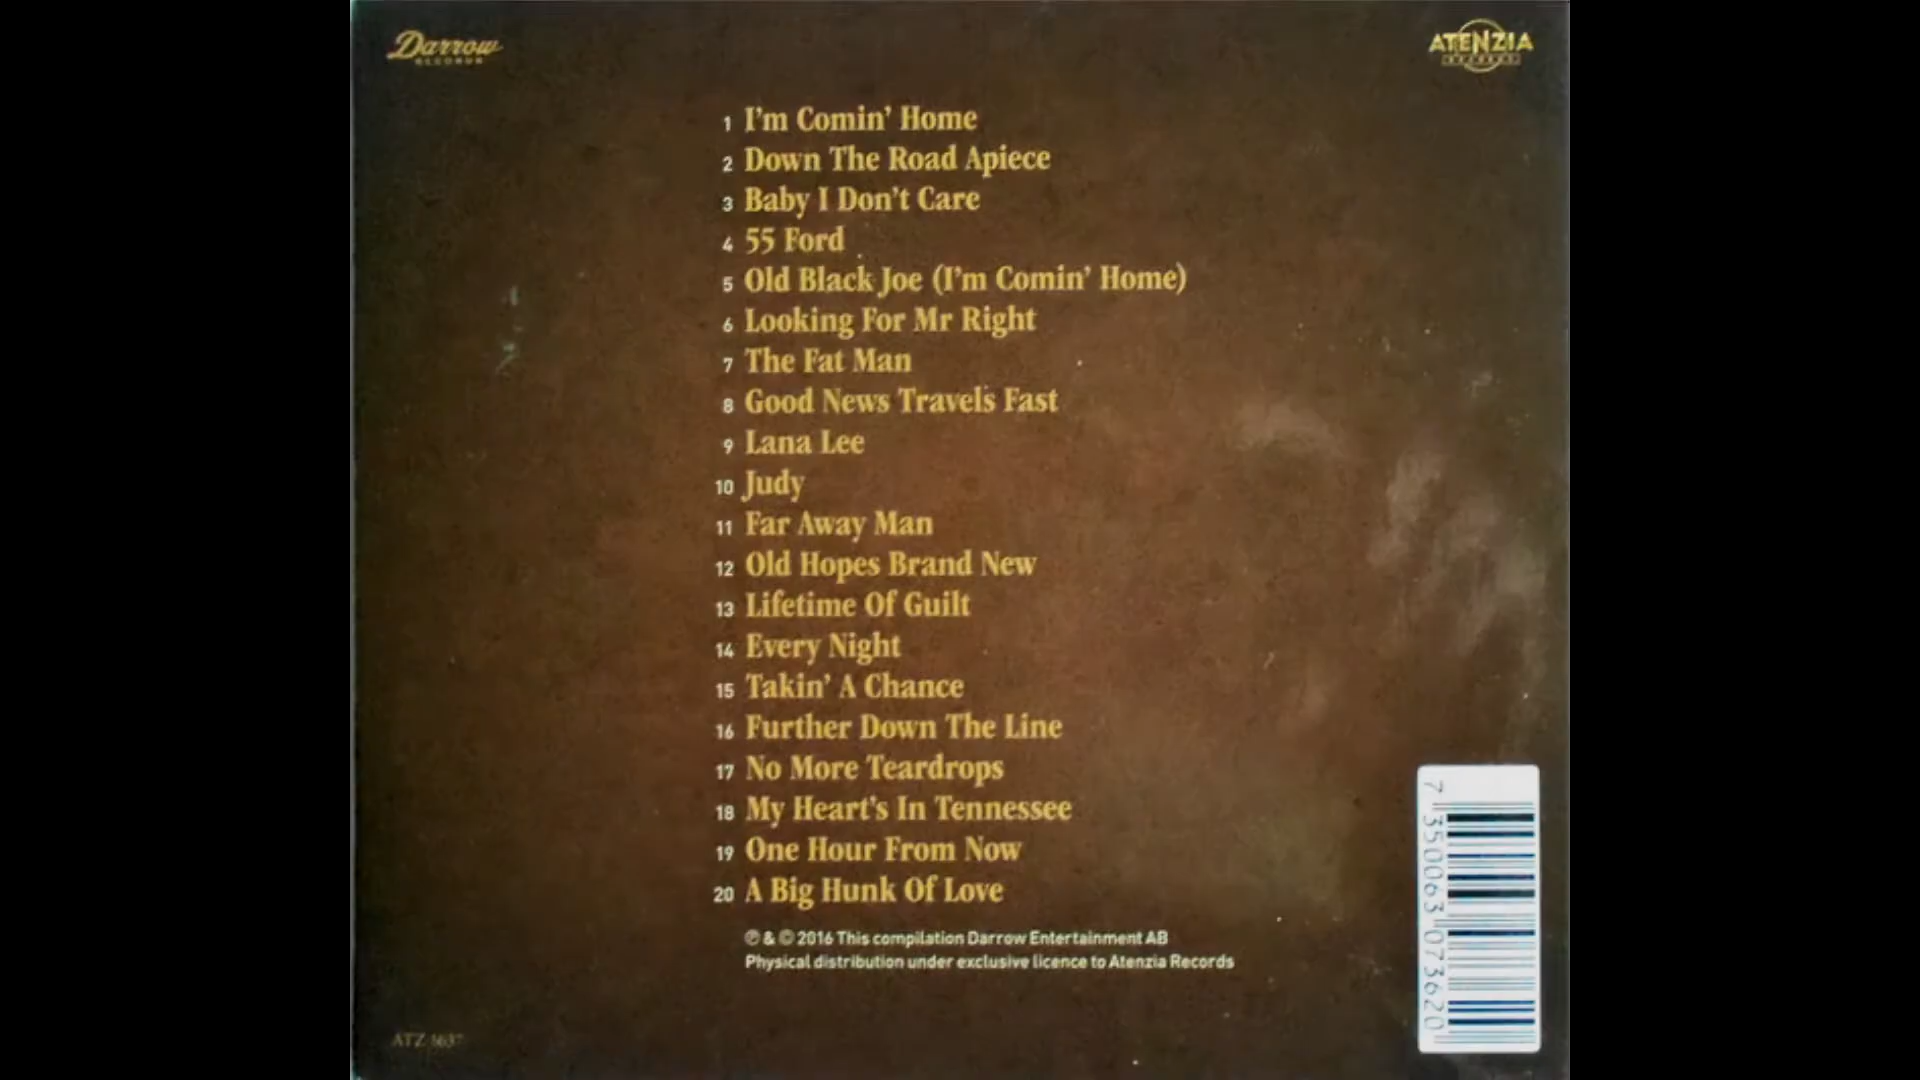 Darrow
RECORDS
ATENZIA
RECORDS
1 I'm Comin' Home
2 Down The Road Apiece
3 Baby I Don't Care
4 55 Ford
5 Old Black Joe (I'm Comin' Home)
6 Looking For Mr Right
7 The Fat Man
8 Good News Travels Fast
9 Lana Lee
10 Judy
11 Far Away Man
12 Old Hopes Brand New
13 Lifetime Of Guilt
14 Every Night
15 Takin' A Chance
16 Further Down The Line
17 No More Teardrops
18 My Heart's In Tennessee
19 One Hour From Now
20 A Big Hunk Of Love
℗ & © 2016 This compilation Darrow Entertainment AB
Physical distribution under exclusive licence to Atenzia Records
7 350063 073620
ATZ